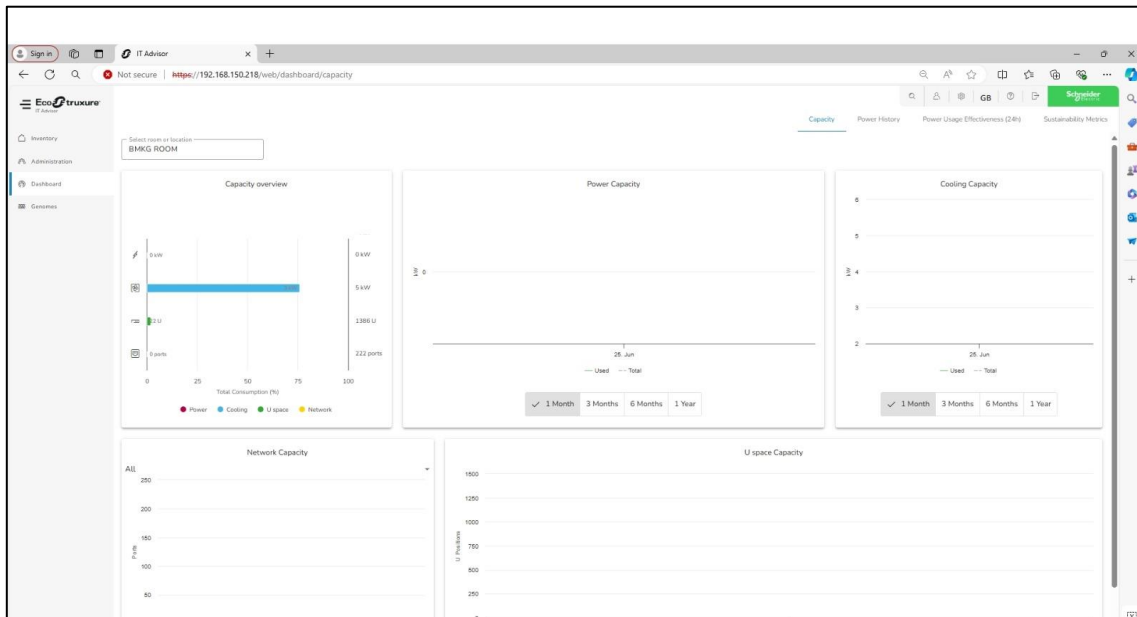 Sign in
IT Advisor
Not secure https://192.168.150.218/web/dashboard/capacity
EcoStruxure
IT Advisor
GB
Schneider
Electric
Inventory
Administration
Dashboard
Genomes
Capacity Power History Power Usage Effectiveness (24h) Sustainability Metrics
Select room or location
BMKG ROOM
Capacity overview
0 kW 0 kW
5 kW
1386 U
0 ports 222 ports
0 25 50 75 100
Total Consumption (%)
Power Cooling U space Network
Power Capacity
kW
0
25. Jun
Used Total
1 Month 3 Months 6 Months 1 Year
Cooling Capacity
kW
6
5
4
3
2
25. Jun
Used Total
1 Month 3 Months 6 Months 1 Year
Network Capacity
All
Ports
250
200
150
100
50
U space Capacity
U Positions
1500
1250
1000
750
500
250